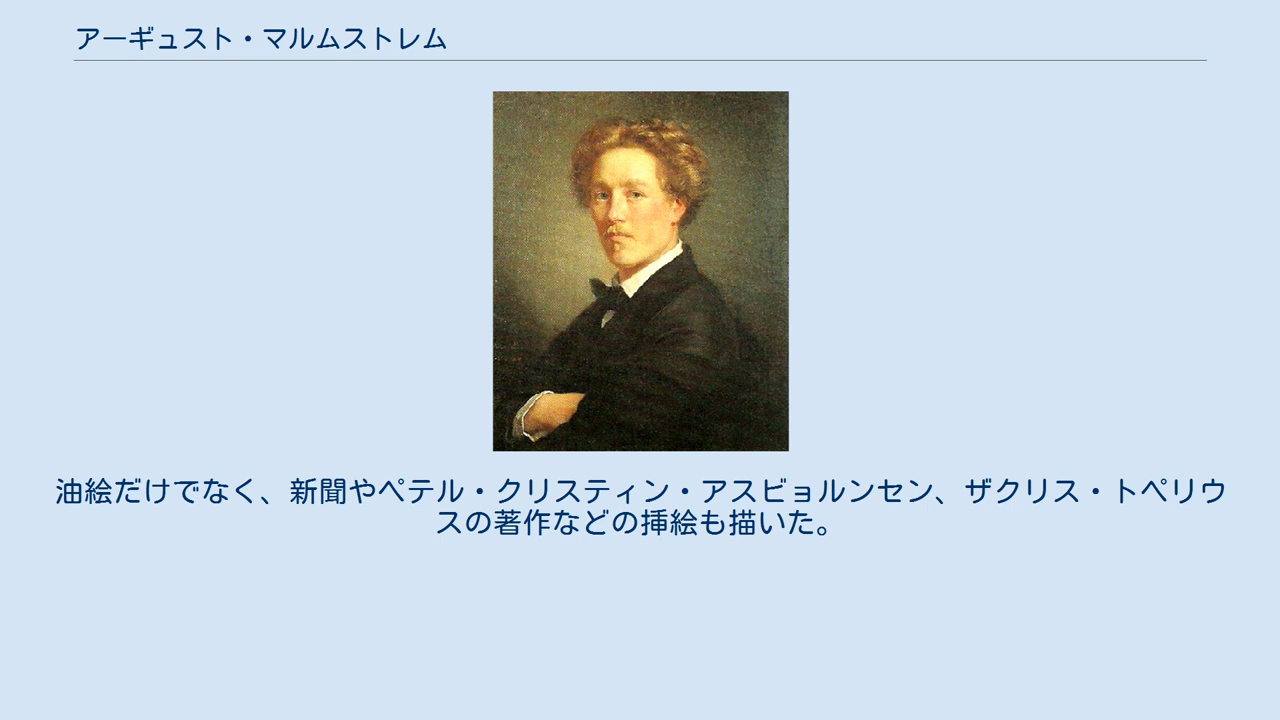 アーギュスト・マルムストレム
油絵だけでなく、新聞やペテル・クリスティン・アスビョルンセン、ザクリス・トペリウ
スの著作などの挿絵も描いた。